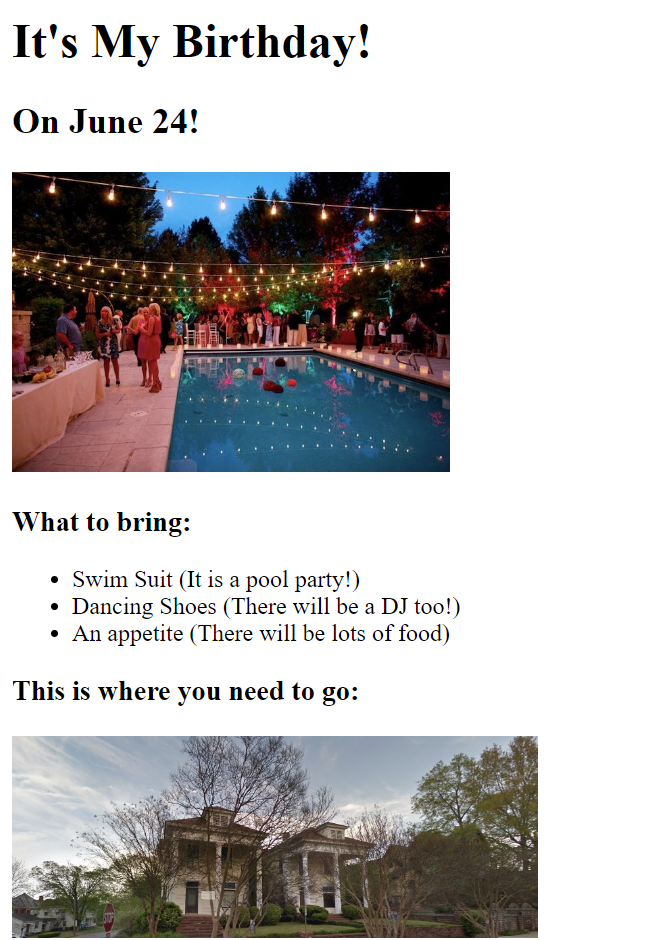 It's My Birthday!
On June 24!
What to bring:
Swim Suit (It is a pool party!)
Dancing Shoes (There will be a DJ too!)
An appetite (There will be lots of food)
This is where you need to go: